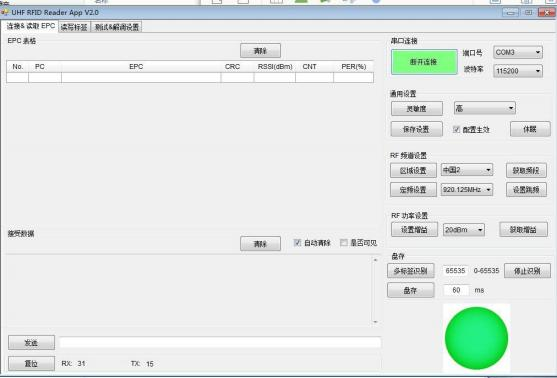 UHF RFID Reader App V2.0
连接& 读取 EPC 读写标签 测试&解调设置
EPC 表格
清除
No. PC EPC CRC RSSI(dBm) CNT PER(%)
接受数据
清除 自动清除 是否可见
发送
复位 RX: 31 TX: 15
串口连接
断开连接 端口号 COM3
波特率 115200
通用设置
灵敏度 高
保存设置 配置生效 休眠
RF 频谱设置
区域设置 中国2 获取频段
定频设置 920.125MHz 设置跳频
RF 功率设置
设置增益 20dBm 获取增益
盘存
多标签识别 65535 0-65535 停止识别
盘存 60 ms